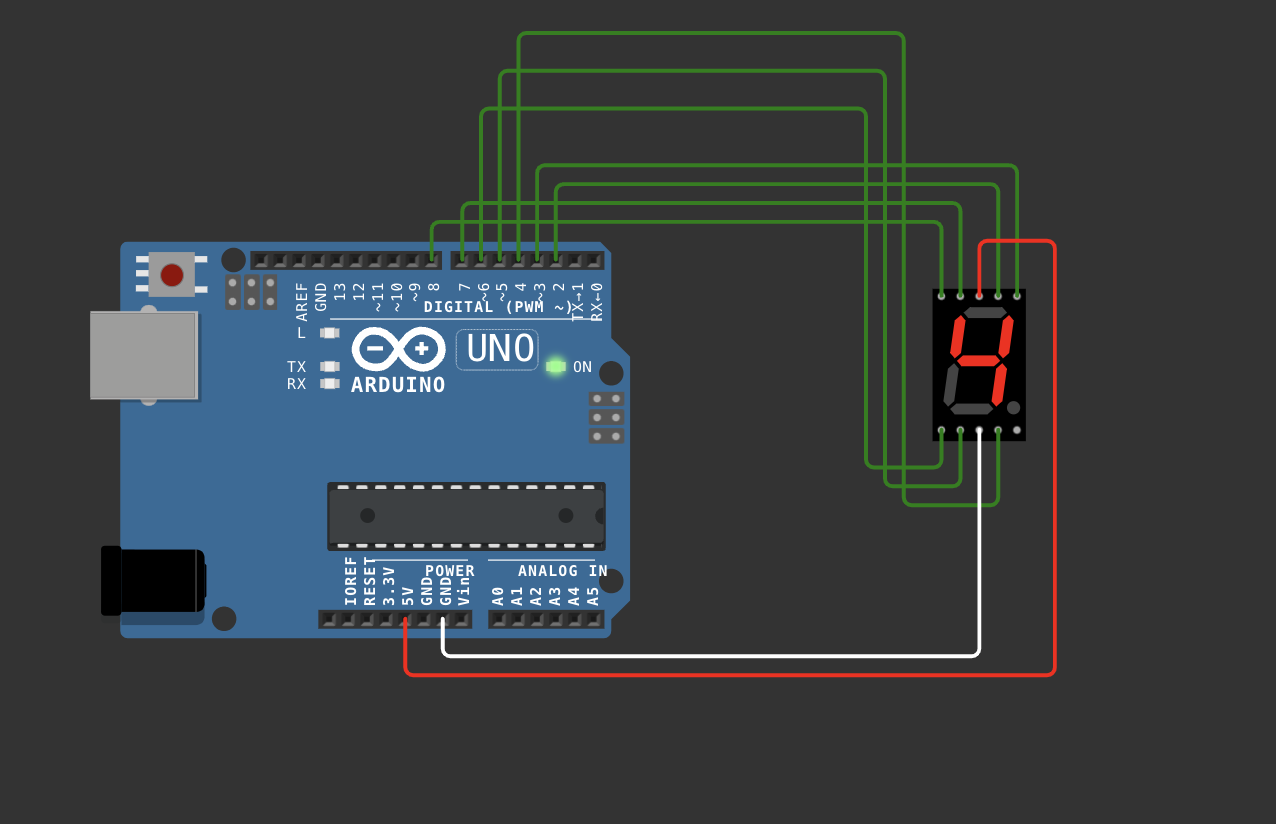 AREF
GND
13
12
~11
~10
~9
8
7
~6
~5
4
~3
2
TX→1
RX←0
DIGITAL (PWM ~)
L
TX
RX
UNO
ON
ARDUINO
IOREF
RESET
3.3V
5V
GND
GND
Vin
POWER
ANALOG IN
A0
A1
A2
A3
A4
A5
4